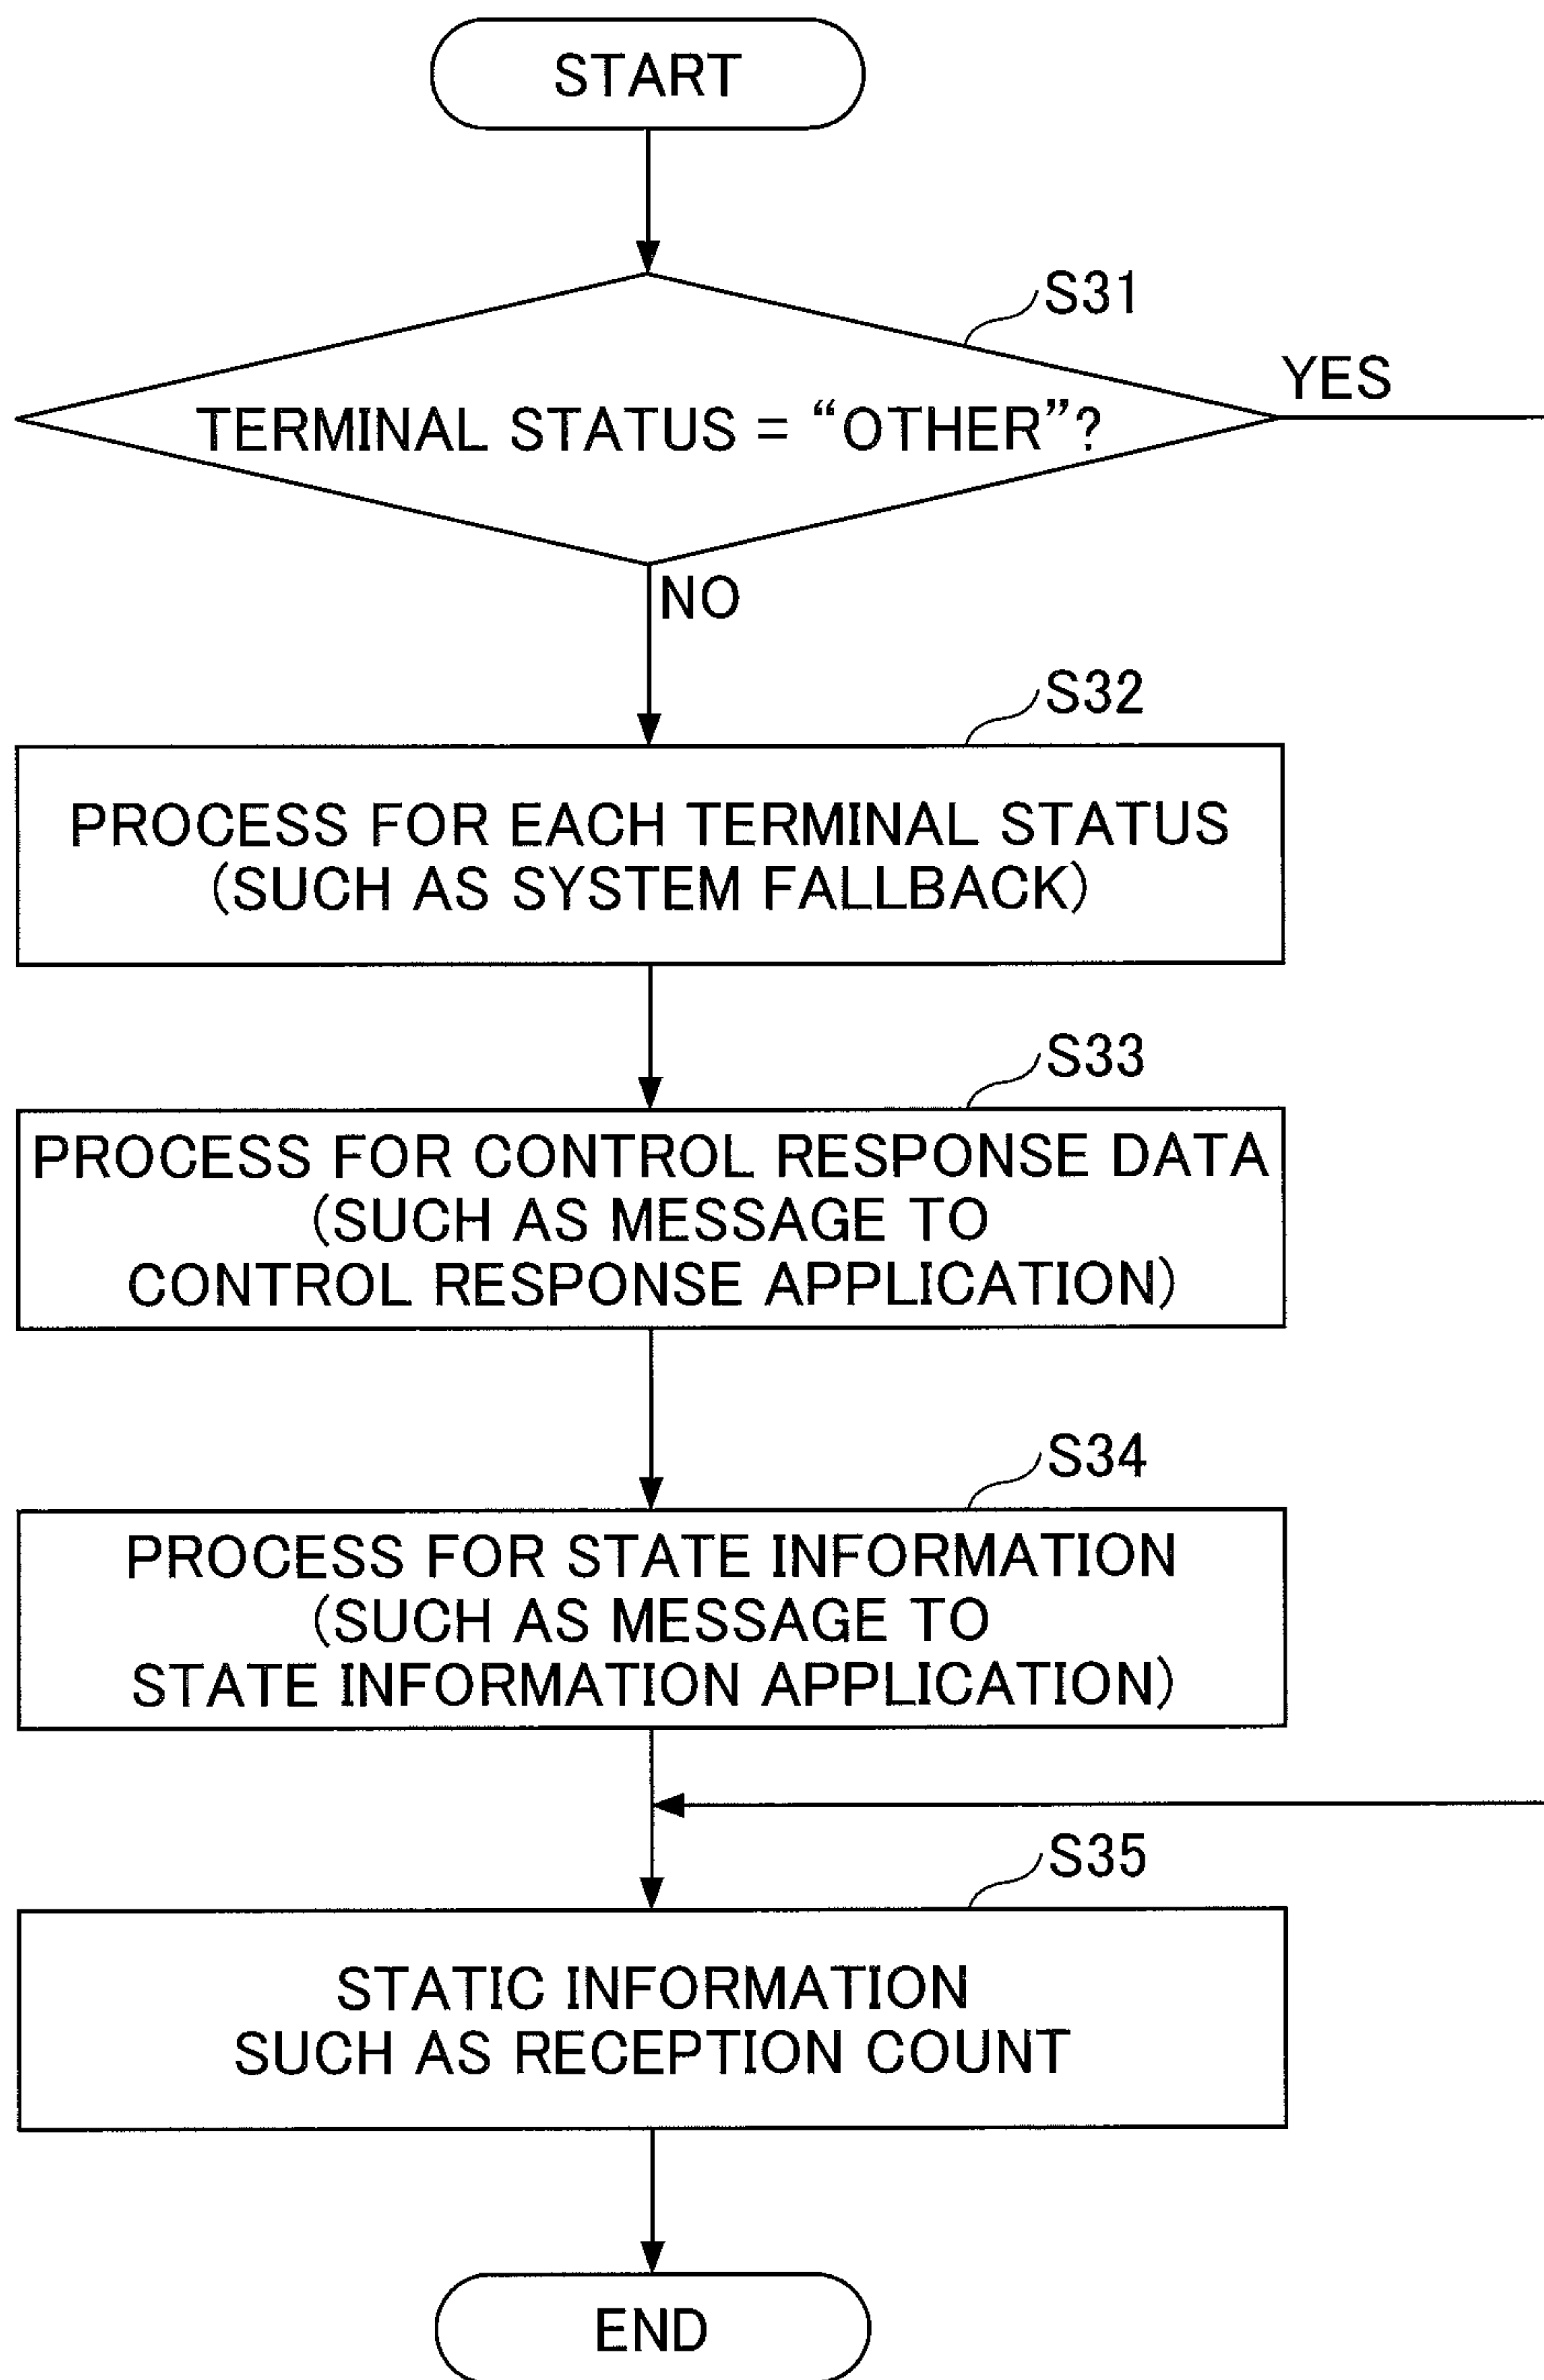 START
S31
YES
TERMINAL STATUS = “OTHER”?
NO
S32
PROCESS FOR EACH TERMINAL STATUS
(SUCH AS SYSTEM FALLBACK)
S33
PROCESS FOR CONTROL RESPONSE DATA
(SUCH AS MESSAGE TO
CONTROL RESPONSE APPLICATION)
S34
PROCESS FOR STATE INFORMATION
(SUCH AS MESSAGE TO
STATE INFORMATION APPLICATION)
S35
STATIC INFORMATION
SUCH AS RECEPTION COUNT
END